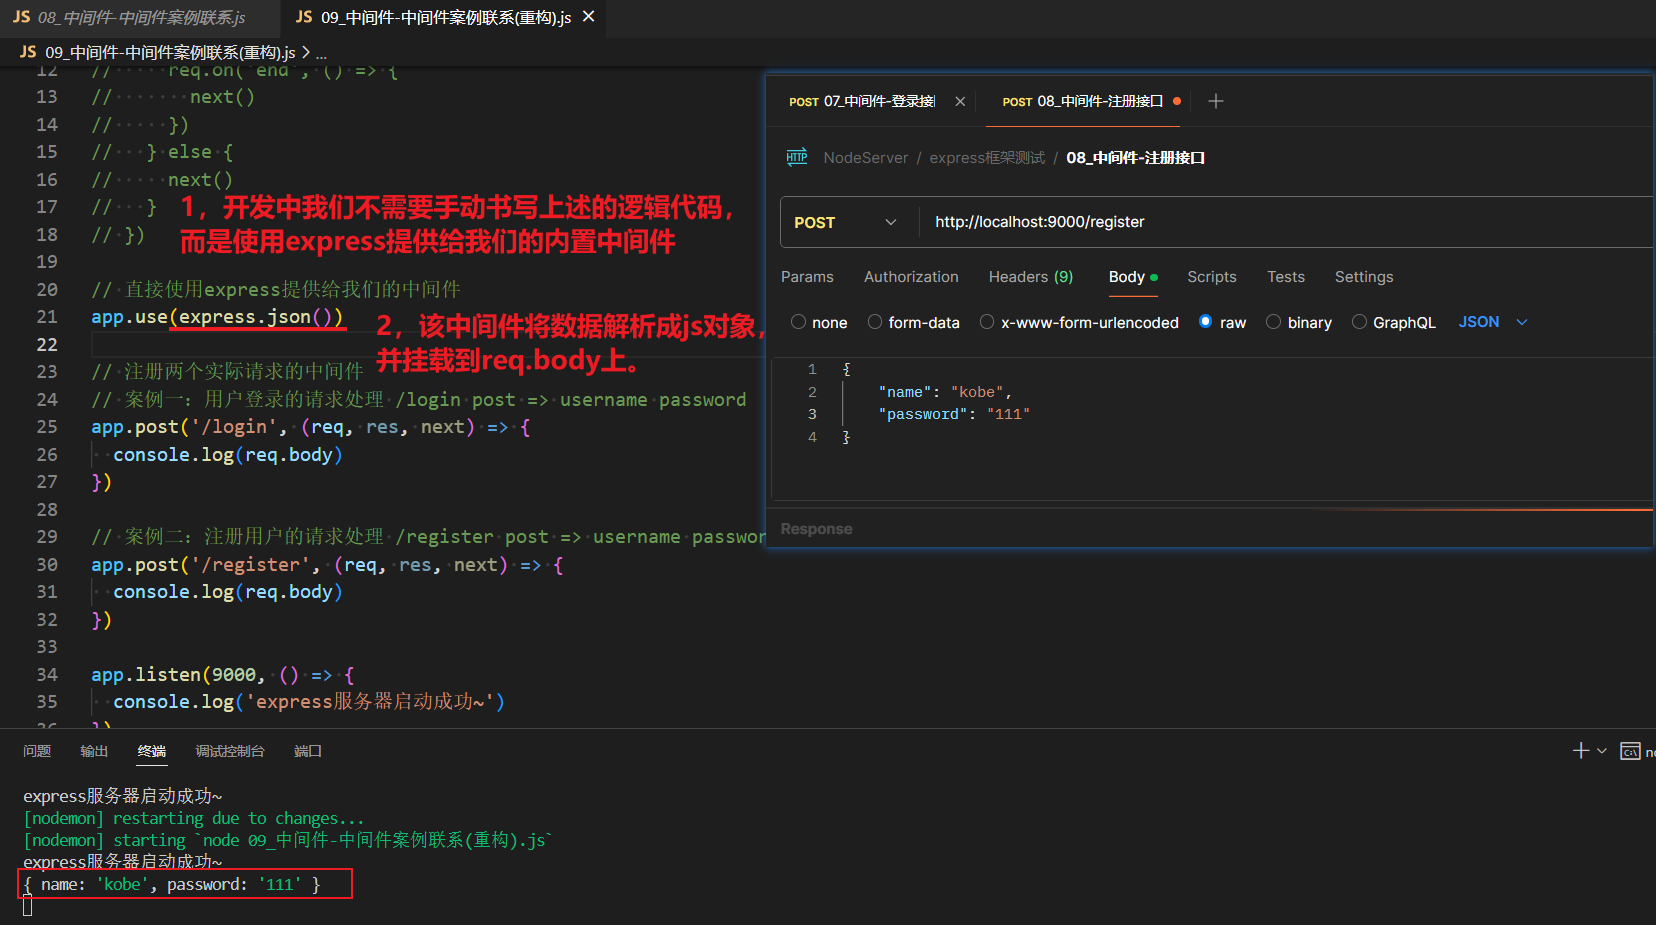 JS 08_中间件-中间件案例联系.js
JS 09_中间件-中间件案例联系(重构).js ✕
JS 09_中间件-中间件案例联系(重构).js > ...
12 //     req.on('end', () => {
13 //       next()
14 //     })
15 //   } else {
16 //     next()
17 //   }
18 // })
1，开发中我们不需要手动书写上述的逻辑代码，
而是使用express提供给我们的内置中间件
19
20 // 直接使用express提供给我们的中间件
21 app.use(express.json())
2，该中间件将数据解析成js对象，
并挂载到req.body上。
22
23 // 注册两个实际请求的中间件
24 // 案例一: 用户登录的请求处理 /login post => username password
25 app.post('/login', (req, res, next) => {
26   console.log(req.body)
27 })
28
29 // 案例二: 注册用户的请求处理 /register post => username passwor
30 app.post('/register', (req, res, next) => {
31   console.log(req.body)
32 })
33
34 app.listen(9000, () => {
35   console.log('express服务器启动成功~')
36 })
POST 07_中间件-登录接 ✕
POST 08_中间件-注册接口
HTTP NodeServer / express框架测试 / 08_中间件-注册接口
POST http://localhost:9000/register
Params Authorization Headers (9) Body Scripts Tests Settings
none form-data x-www-form-urlencoded raw binary GraphQL JSON
1 {
2     "name": "kobe",
3     "password": "111"
4 }
Response
问题 输出 终端 调试控制台 端口
no
express服务器启动成功~
[nodemon] restarting due to changes...
[nodemon] starting `node 09_中间件-中间件案例联系(重构).js`
express服务器启动成功~
{ name: 'kobe', password: '111' }